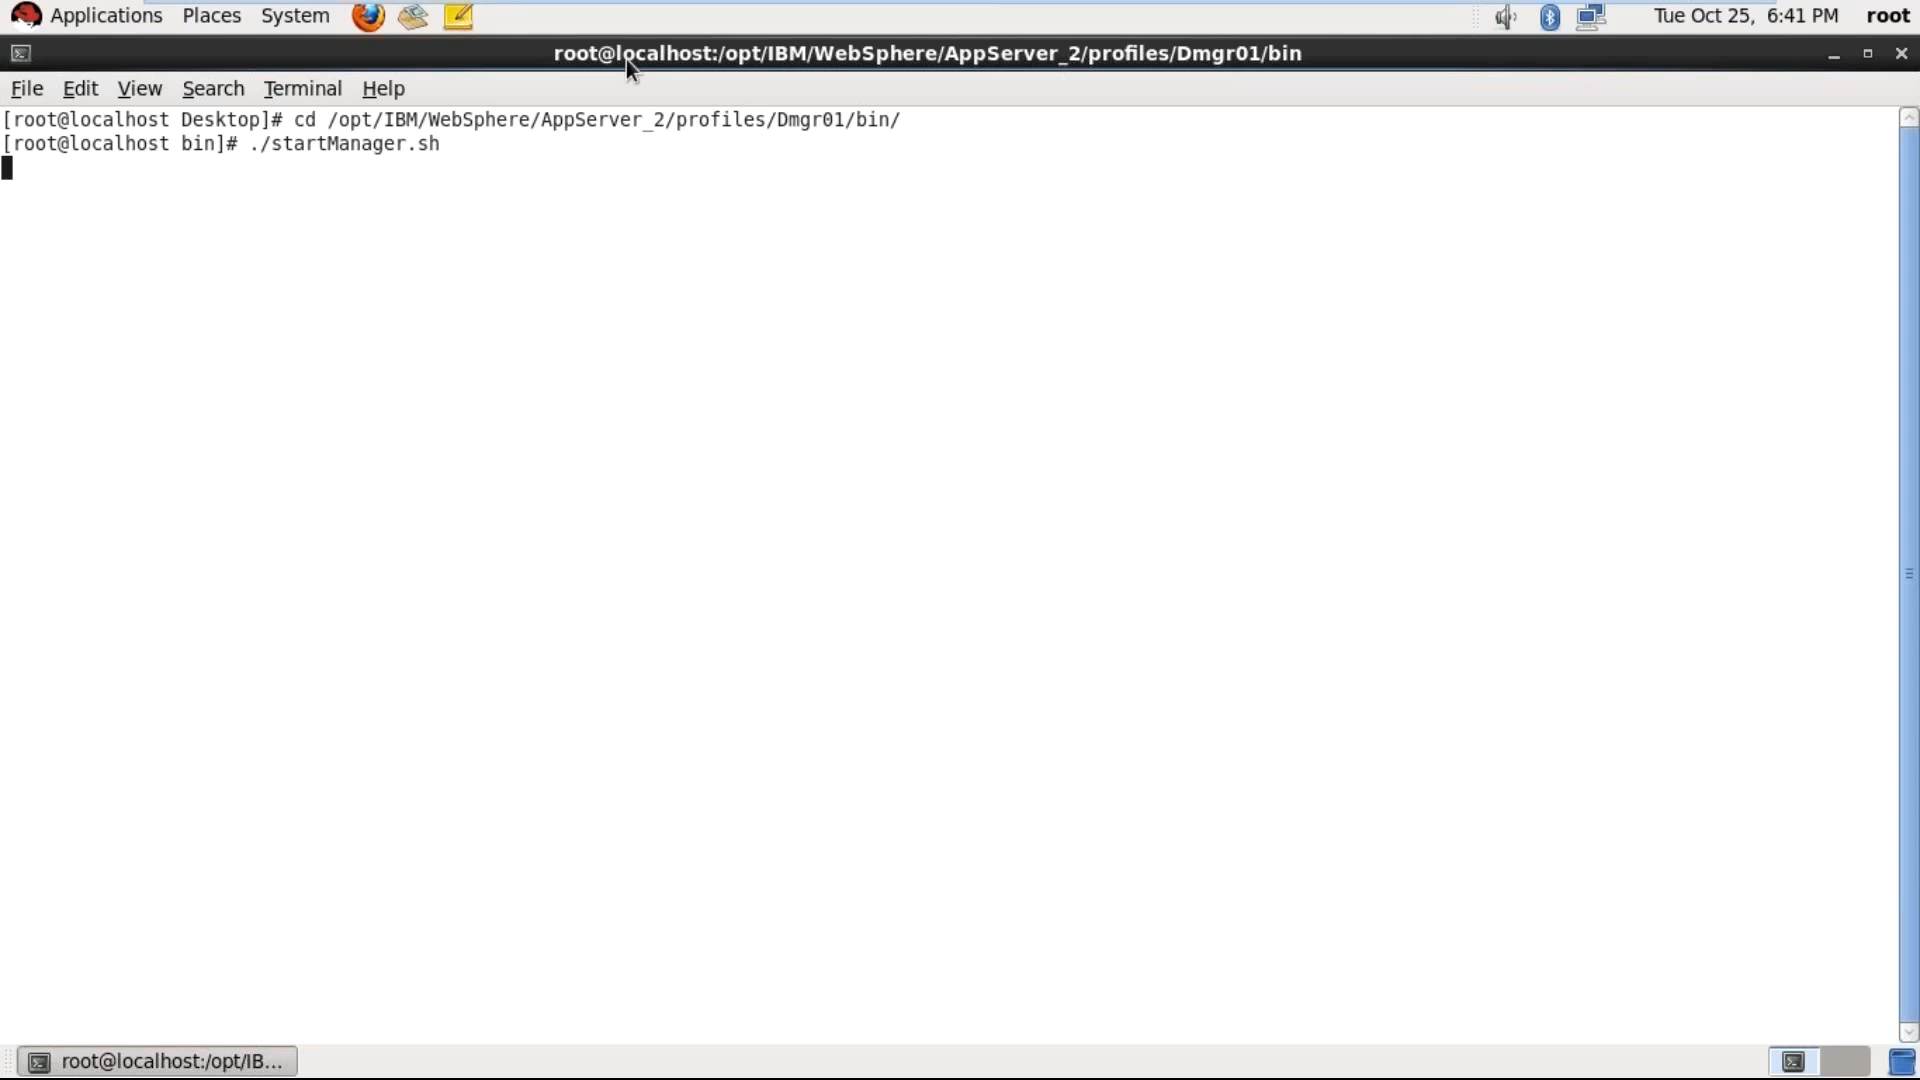 Applications Places System Tue Oct 25, 6:41 PM root
root@localhost:/opt/IBM/WebSphere/AppServer_2/profiles/Dmgr01/bin
File Edit View Search Terminal Help
[root@localhost Desktop]# cd /opt/IBM/WebSphere/AppServer_2/profiles/Dmgr01/bin/
[root@localhost bin]# ./startManager.sh
root@localhost:/opt/IB...